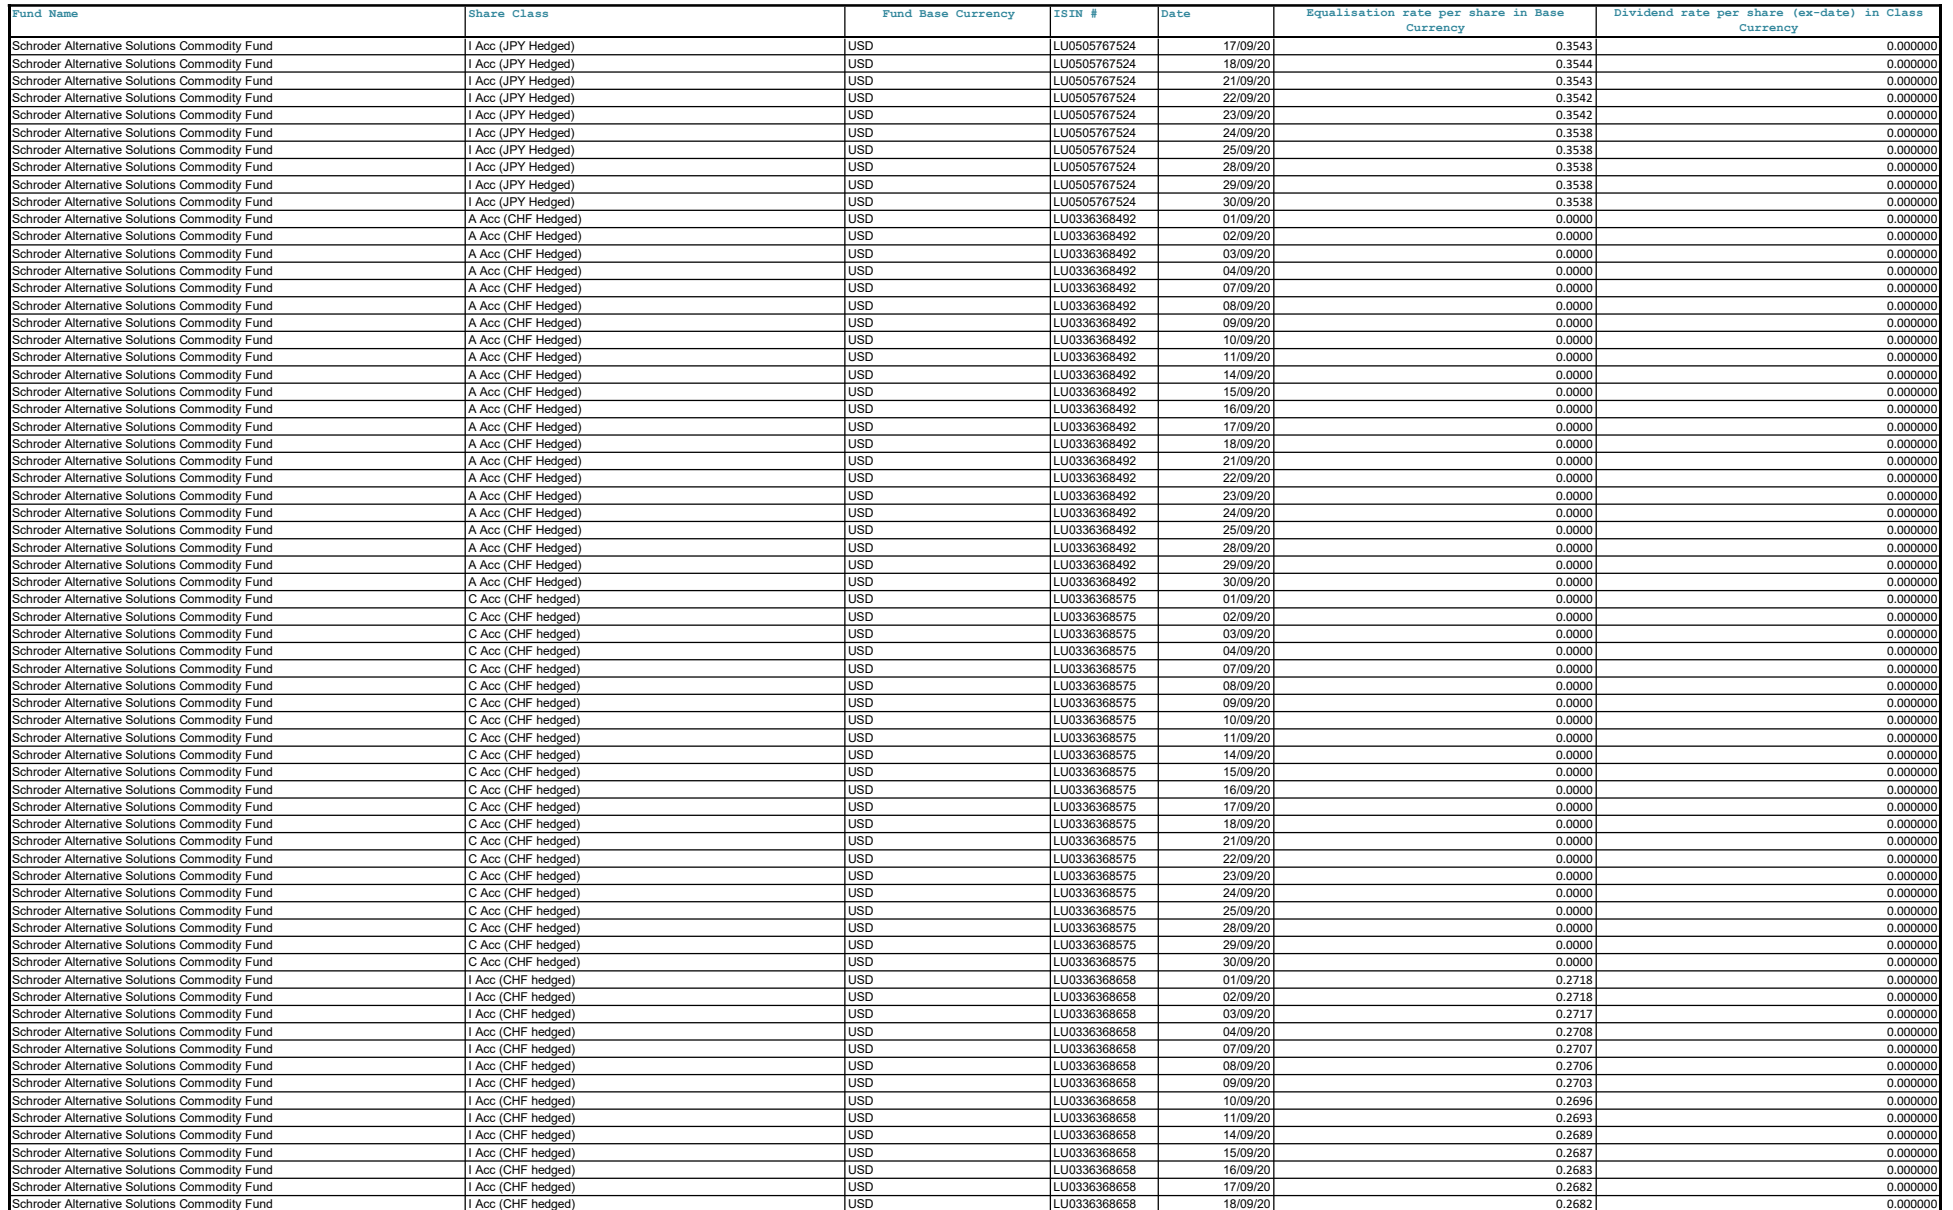 Fund Name Share Class Fund Base Currency ISIN # Date Equalisation rate per share in Base Currency Dividend rate per share (ex-date) in Class Currency
Schroder Alternative Solutions Commodity Fund I Acc (JPY Hedged) USD LU0505767524 17/09/20 0.3543 0.000000
Schroder Alternative Solutions Commodity Fund I Acc (JPY Hedged) USD LU0505767524 18/09/20 0.3544 0.000000
Schroder Alternative Solutions Commodity Fund I Acc (JPY Hedged) USD LU0505767524 21/09/20 0.3543 0.000000
Schroder Alternative Solutions Commodity Fund I Acc (JPY Hedged) USD LU0505767524 22/09/20 0.3542 0.000000
Schroder Alternative Solutions Commodity Fund I Acc (JPY Hedged) USD LU0505767524 23/09/20 0.3542 0.000000
Schroder Alternative Solutions Commodity Fund I Acc (JPY Hedged) USD LU0505767524 24/09/20 0.3538 0.000000
Schroder Alternative Solutions Commodity Fund I Acc (JPY Hedged) USD LU0505767524 25/09/20 0.3538 0.000000
Schroder Alternative Solutions Commodity Fund I Acc (JPY Hedged) USD LU0505767524 28/09/20 0.3538 0.000000
Schroder Alternative Solutions Commodity Fund I Acc (JPY Hedged) USD LU0505767524 29/09/20 0.3538 0.000000
Schroder Alternative Solutions Commodity Fund I Acc (JPY Hedged) USD LU0505767524 30/09/20 0.3538 0.000000
Schroder Alternative Solutions Commodity Fund A Acc (CHF Hedged) USD LU0336368492 01/09/20 0.0000 0.000000
Schroder Alternative Solutions Commodity Fund A Acc (CHF Hedged) USD LU0336368492 02/09/20 0.0000 0.000000
Schroder Alternative Solutions Commodity Fund A Acc (CHF Hedged) USD LU0336368492 03/09/20 0.0000 0.000000
Schroder Alternative Solutions Commodity Fund A Acc (CHF Hedged) USD LU0336368492 04/09/20 0.0000 0.000000
Schroder Alternative Solutions Commodity Fund A Acc (CHF Hedged) USD LU0336368492 07/09/20 0.0000 0.000000
Schroder Alternative Solutions Commodity Fund A Acc (CHF Hedged) USD LU0336368492 08/09/20 0.0000 0.000000
Schroder Alternative Solutions Commodity Fund A Acc (CHF Hedged) USD LU0336368492 09/09/20 0.0000 0.000000
Schroder Alternative Solutions Commodity Fund A Acc (CHF Hedged) USD LU0336368492 10/09/20 0.0000 0.000000
Schroder Alternative Solutions Commodity Fund A Acc (CHF Hedged) USD LU0336368492 11/09/20 0.0000 0.000000
Schroder Alternative Solutions Commodity Fund A Acc (CHF Hedged) USD LU0336368492 14/09/20 0.0000 0.000000
Schroder Alternative Solutions Commodity Fund A Acc (CHF Hedged) USD LU0336368492 15/09/20 0.0000 0.000000
Schroder Alternative Solutions Commodity Fund A Acc (CHF Hedged) USD LU0336368492 16/09/20 0.0000 0.000000
Schroder Alternative Solutions Commodity Fund A Acc (CHF Hedged) USD LU0336368492 17/09/20 0.0000 0.000000
Schroder Alternative Solutions Commodity Fund A Acc (CHF Hedged) USD LU0336368492 18/09/20 0.0000 0.000000
Schroder Alternative Solutions Commodity Fund A Acc (CHF Hedged) USD LU0336368492 21/09/20 0.0000 0.000000
Schroder Alternative Solutions Commodity Fund A Acc (CHF Hedged) USD LU0336368492 22/09/20 0.0000 0.000000
Schroder Alternative Solutions Commodity Fund A Acc (CHF Hedged) USD LU0336368492 23/09/20 0.0000 0.000000
Schroder Alternative Solutions Commodity Fund A Acc (CHF Hedged) USD LU0336368492 24/09/20 0.0000 0.000000
Schroder Alternative Solutions Commodity Fund A Acc (CHF Hedged) USD LU0336368492 25/09/20 0.0000 0.000000
Schroder Alternative Solutions Commodity Fund A Acc (CHF Hedged) USD LU0336368492 28/09/20 0.0000 0.000000
Schroder Alternative Solutions Commodity Fund A Acc (CHF Hedged) USD LU0336368492 29/09/20 0.0000 0.000000
Schroder Alternative Solutions Commodity Fund A Acc (CHF Hedged) USD LU0336368492 30/09/20 0.0000 0.000000
Schroder Alternative Solutions Commodity Fund C Acc (CHF hedged) USD LU0336368575 01/09/20 0.0000 0.000000
Schroder Alternative Solutions Commodity Fund C Acc (CHF hedged) USD LU0336368575 02/09/20 0.0000 0.000000
Schroder Alternative Solutions Commodity Fund C Acc (CHF hedged) USD LU0336368575 03/09/20 0.0000 0.000000
Schroder Alternative Solutions Commodity Fund C Acc (CHF hedged) USD LU0336368575 04/09/20 0.0000 0.000000
Schroder Alternative Solutions Commodity Fund C Acc (CHF hedged) USD LU0336368575 07/09/20 0.0000 0.000000
Schroder Alternative Solutions Commodity Fund C Acc (CHF hedged) USD LU0336368575 08/09/20 0.0000 0.000000
Schroder Alternative Solutions Commodity Fund C Acc (CHF hedged) USD LU0336368575 09/09/20 0.0000 0.000000
Schroder Alternative Solutions Commodity Fund C Acc (CHF hedged) USD LU0336368575 10/09/20 0.0000 0.000000
Schroder Alternative Solutions Commodity Fund C Acc (CHF hedged) USD LU0336368575 11/09/20 0.0000 0.000000
Schroder Alternative Solutions Commodity Fund C Acc (CHF hedged) USD LU0336368575 14/09/20 0.0000 0.000000
Schroder Alternative Solutions Commodity Fund C Acc (CHF hedged) USD LU0336368575 15/09/20 0.0000 0.000000
Schroder Alternative Solutions Commodity Fund C Acc (CHF hedged) USD LU0336368575 16/09/20 0.0000 0.000000
Schroder Alternative Solutions Commodity Fund C Acc (CHF hedged) USD LU0336368575 17/09/20 0.0000 0.000000
Schroder Alternative Solutions Commodity Fund C Acc (CHF hedged) USD LU0336368575 18/09/20 0.0000 0.000000
Schroder Alternative Solutions Commodity Fund C Acc (CHF hedged) USD LU0336368575 21/09/20 0.0000 0.000000
Schroder Alternative Solutions Commodity Fund C Acc (CHF hedged) USD LU0336368575 22/09/20 0.0000 0.000000
Schroder Alternative Solutions Commodity Fund C Acc (CHF hedged) USD LU0336368575 23/09/20 0.0000 0.000000
Schroder Alternative Solutions Commodity Fund C Acc (CHF hedged) USD LU0336368575 24/09/20 0.0000 0.000000
Schroder Alternative Solutions Commodity Fund C Acc (CHF hedged) USD LU0336368575 25/09/20 0.0000 0.000000
Schroder Alternative Solutions Commodity Fund C Acc (CHF hedged) USD LU0336368575 28/09/20 0.0000 0.000000
Schroder Alternative Solutions Commodity Fund C Acc (CHF hedged) USD LU0336368575 29/09/20 0.0000 0.000000
Schroder Alternative Solutions Commodity Fund C Acc (CHF hedged) USD LU0336368575 30/09/20 0.0000 0.000000
Schroder Alternative Solutions Commodity Fund I Acc (CHF hedged) USD LU0336368658 01/09/20 0.2718 0.000000
Schroder Alternative Solutions Commodity Fund I Acc (CHF hedged) USD LU0336368658 02/09/20 0.2718 0.000000
Schroder Alternative Solutions Commodity Fund I Acc (CHF hedged) USD LU0336368658 03/09/20 0.2717 0.000000
Schroder Alternative Solutions Commodity Fund I Acc (CHF hedged) USD LU0336368658 04/09/20 0.2708 0.000000
Schroder Alternative Solutions Commodity Fund I Acc (CHF hedged) USD LU0336368658 07/09/20 0.2707 0.000000
Schroder Alternative Solutions Commodity Fund I Acc (CHF hedged) USD LU0336368658 08/09/20 0.2706 0.000000
Schroder Alternative Solutions Commodity Fund I Acc (CHF hedged) USD LU0336368658 09/09/20 0.2703 0.000000
Schroder Alternative Solutions Commodity Fund I Acc (CHF hedged) USD LU0336368658 10/09/20 0.2696 0.000000
Schroder Alternative Solutions Commodity Fund I Acc (CHF hedged) USD LU0336368658 11/09/20 0.2693 0.000000
Schroder Alternative Solutions Commodity Fund I Acc (CHF hedged) USD LU0336368658 14/09/20 0.2689 0.000000
Schroder Alternative Solutions Commodity Fund I Acc (CHF hedged) USD LU0336368658 15/09/20 0.2687 0.000000
Schroder Alternative Solutions Commodity Fund I Acc (CHF hedged) USD LU0336368658 16/09/20 0.2683 0.000000
Schroder Alternative Solutions Commodity Fund I Acc (CHF hedged) USD LU0336368658 17/09/20 0.2682 0.000000
Schroder Alternative Solutions Commodity Fund I Acc (CHF hedged) USD LU0336368658 18/09/20 0.2682 0.000000